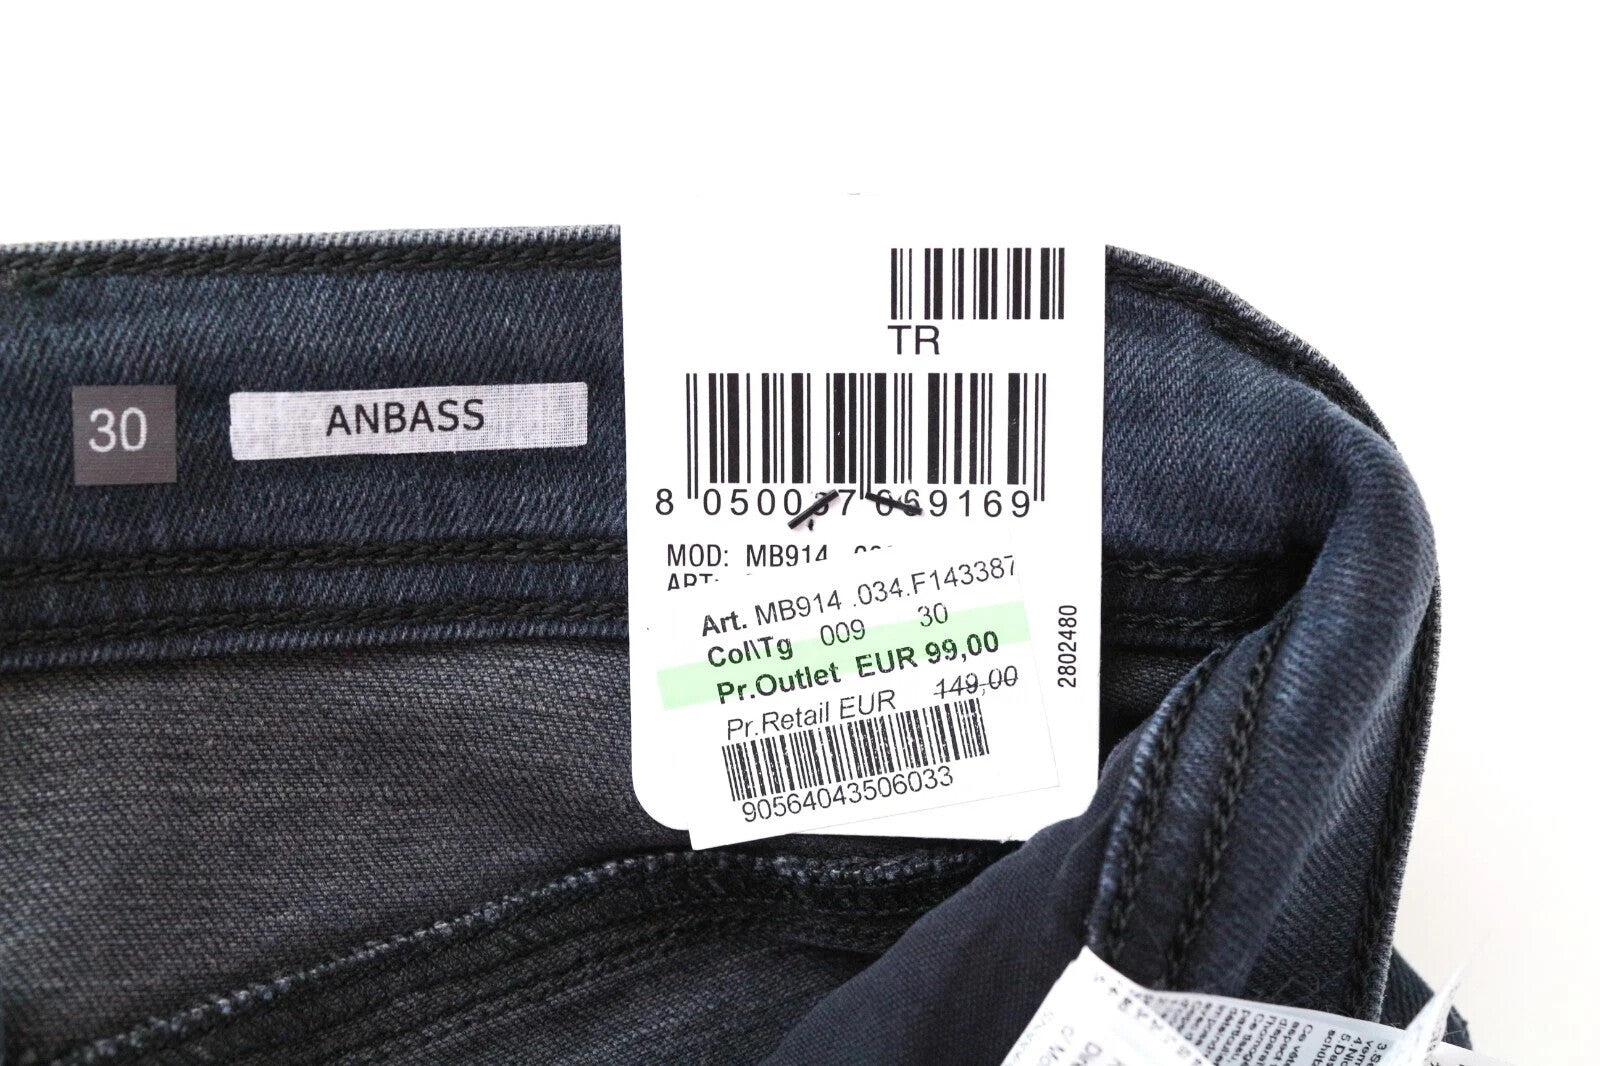 30
ANBASS
TR
8 050037 069169
MOD: MB914
ART:
Art. MB914 .034.F143387
Col\Tg 009 30
Pr.Outlet EUR 99,00
Pr.Retail EUR 149,00
90564043506033
2802480